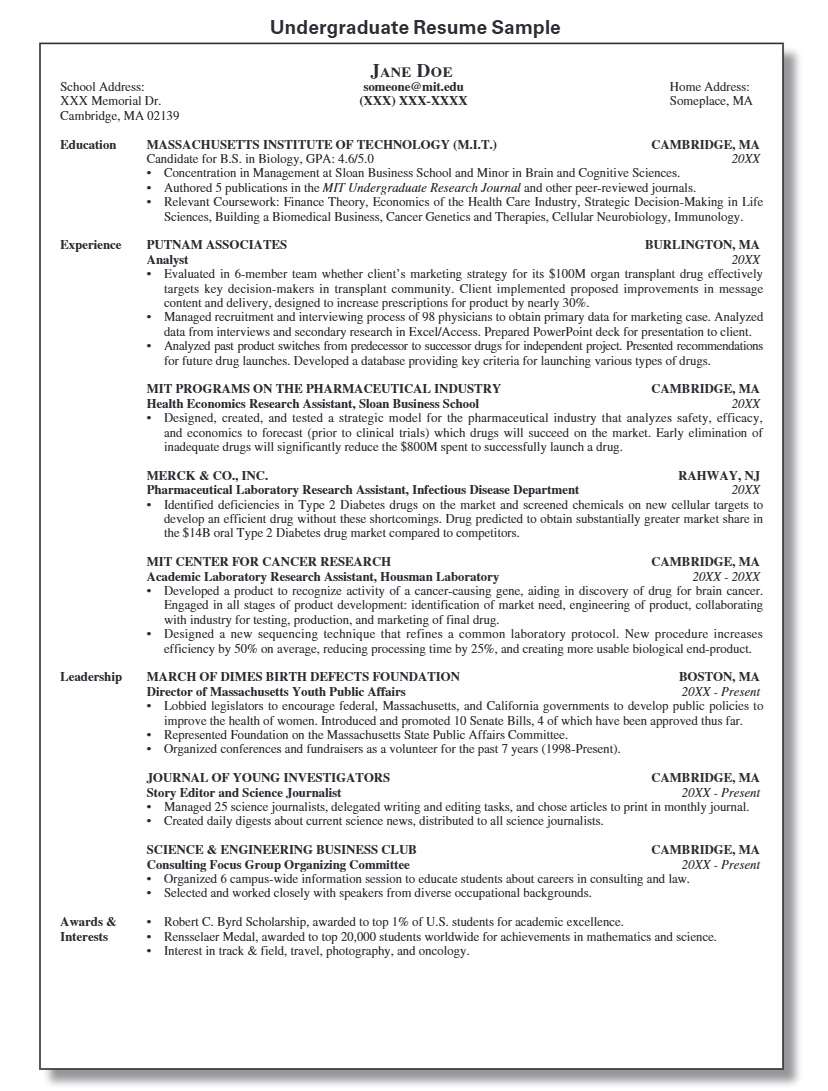 Undergraduate Resume Sample
JANE DOE
School Address: someone@mit.edu Home Address:
XXX Memorial Dr. (XXX) XXX-XXXX Someplace, MA
Cambridge, MA 02139
Education MASSACHUSETTS INSTITUTE OF TECHNOLOGY (M.I.T.) CAMBRIDGE, MA
Candidate for B.S. in Biology, GPA: 4.6/5.0 20XX
• Concentration in Management at Sloan Business School and Minor in Brain and Cognitive Sciences.
• Authored 5 publications in the MIT Undergraduate Research Journal and other peer-reviewed journals.
• Relevant Coursework: Finance Theory, Economics of the Health Care Industry, Strategic Decision-Making in Life
Sciences, Building a Biomedical Business, Cancer Genetics and Therapies, Cellular Neurobiology, Immunology.
Experience PUTNAM ASSOCIATES BURLINGTON, MA
Analyst 20XX
• Evaluated in 6-member team whether client's marketing strategy for its $100M organ transplant drug effectively
targets key decision-makers in transplant community. Client implemented proposed improvements in message
content and delivery, designed to increase prescriptions for product by nearly 30%.
• Managed recruitment and interviewing process of 98 physicians to obtain primary data for marketing case. Analyzed
data from interviews and secondary research in Excel/Access. Prepared PowerPoint deck for presentation to client.
• Analyzed past product switches from predecessor to successor drugs for independent project. Presented recommendations
for future drug launches. Developed a database providing key criteria for launching various types of drugs.
MIT PROGRAMS ON THE PHARMACEUTICAL INDUSTRY CAMBRIDGE, MA
Health Economics Research Assistant, Sloan Business School 20XX
• Designed, created, and tested a strategic model for the pharmaceutical industry that analyzes safety, efficacy,
and economics to forecast (prior to clinical trials) which drugs will succeed on the market. Early elimination of
inadequate drugs will significantly reduce the $800M spent to successfully launch a drug.
MERCK & CO., INC. RAHWAY, NJ
Pharmaceutical Laboratory Research Assistant, Infectious Disease Department 20XX
• Identified deficiencies in Type 2 Diabetes drugs on the market and screened chemicals on new cellular targets to
develop an efficient drug without these shortcomings. Drug predicted to obtain substantially greater market share in
the $14B oral Type 2 Diabetes drug market compared to competitors.
MIT CENTER FOR CANCER RESEARCH CAMBRIDGE, MA
Academic Laboratory Research Assistant, Housman Laboratory 20XX - 20XX
• Developed a product to recognize activity of a cancer-causing gene, aiding in discovery of drug for brain cancer.
Engaged in all stages of product development: identification of market need, engineering of product, collaborating
with industry for testing, production, and marketing of final drug.
• Designed a new sequencing technique that refines a common laboratory protocol. New procedure increases
efficiency by 50% on average, reducing processing time by 25%, and creating more usable biological end-product.
Leadership MARCH OF DIMES BIRTH DEFECTS FOUNDATION BOSTON, MA
Director of Massachusetts Youth Public Affairs 20XX - Present
• Lobbied legislators to encourage federal, Massachusetts, and California governments to develop public policies to
improve the health of women. Introduced and promoted 10 Senate Bills, 4 of which have been approved thus far.
• Represented Foundation on the Massachusetts State Public Affairs Committee.
• Organized conferences and fundraisers as a volunteer for the past 7 years (1998-Present).
JOURNAL OF YOUNG INVESTIGATORS CAMBRIDGE, MA
Story Editor and Science Journalist 20XX - Present
• Managed 25 science journalists, delegated writing and editing tasks, and chose articles to print in monthly journal.
• Created daily digests about current science news, distributed to all science journalists.
SCIENCE & ENGINEERING BUSINESS CLUB CAMBRIDGE, MA
Consulting Focus Group Organizing Committee 20XX - Present
• Organized 6 campus-wide information session to educate students about careers in consulting and law.
• Selected and worked closely with speakers from diverse occupational backgrounds.
Awards & • Robert C. Byrd Scholarship, awarded to top 1% of U.S. students for academic excellence.
Interests • Rensselaer Medal, awarded to top 20,000 students worldwide for achievements in mathematics and science.
• Interest in track & field, travel, photography, and oncology.